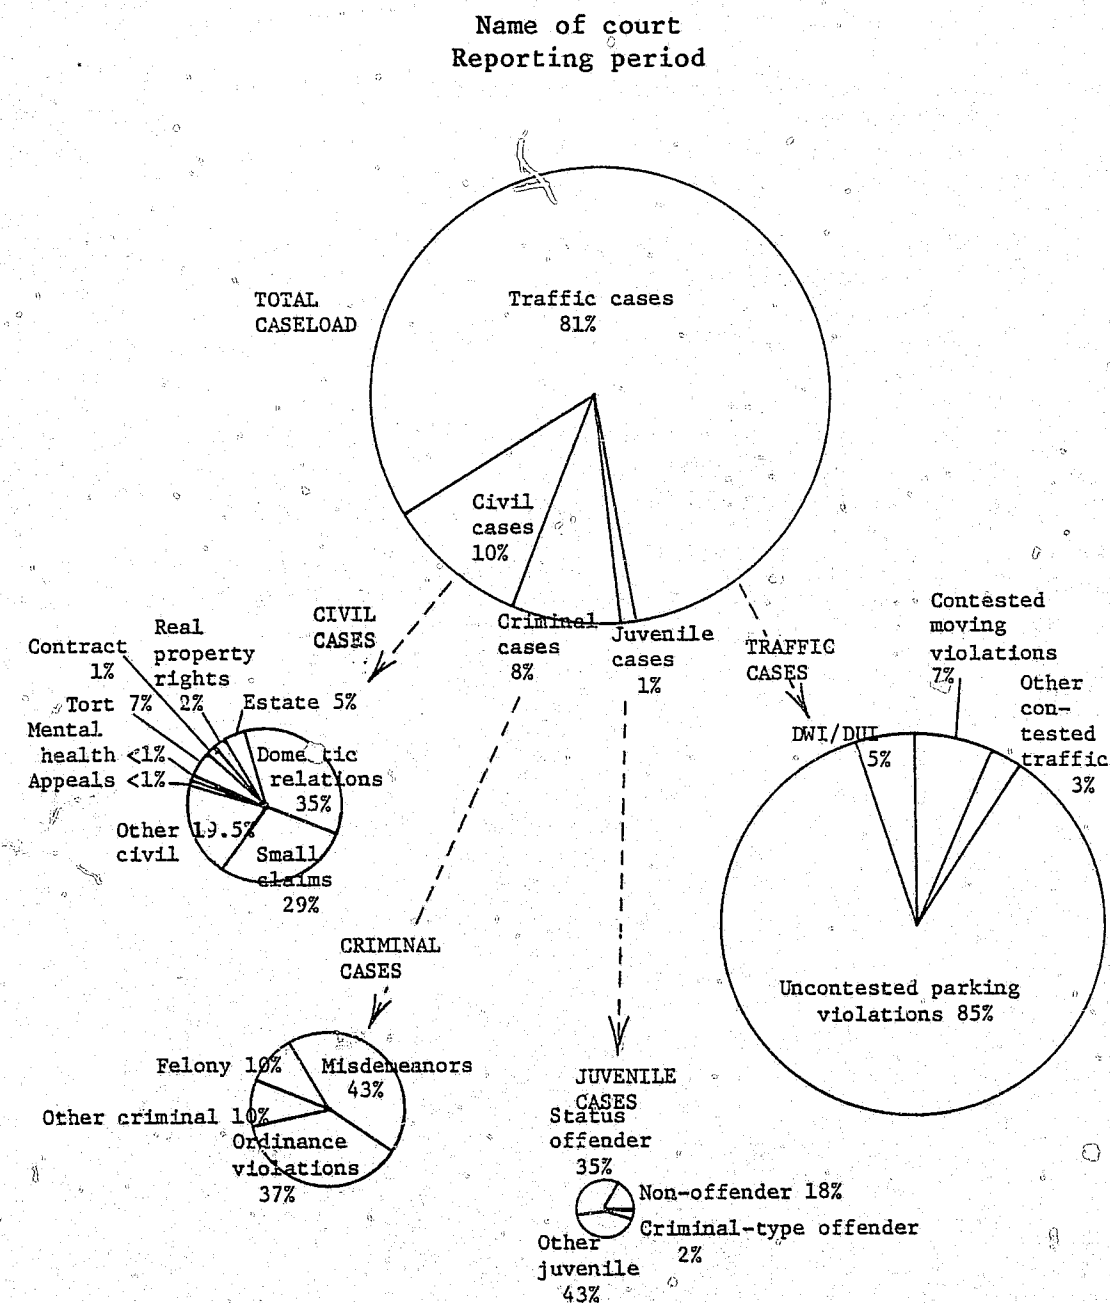 Name of court
Reporting period
TOTAL
CASELOAD
Traffic cases
81%
Civil
cases
10%
Criminal
cases
8%
Juvenile
cases
1%
CIVIL
CASES
Contract
1%
Real
property
rights
2%
Tort 7%
Estate 5%
Mental
health <1%
Appeals <1%
Domestic
relations
35%
Other 19.5%
civil
Small
claims
29%
TRAFFIC
CASES
Contested
moving
violations
7%
Other
con-
tested
traffic
3%
DWI/DUI
5%
Uncontested parking
violations 85%
CRIMINAL
CASES
Felony 10%
Misdemeanors
43%
Other criminal 10%
Ordinance
violations
37%
JUVENILE
CASES
Status
offender
35%
Non-offender 18%
Criminal-type offender
2%
Other
juvenile
43%